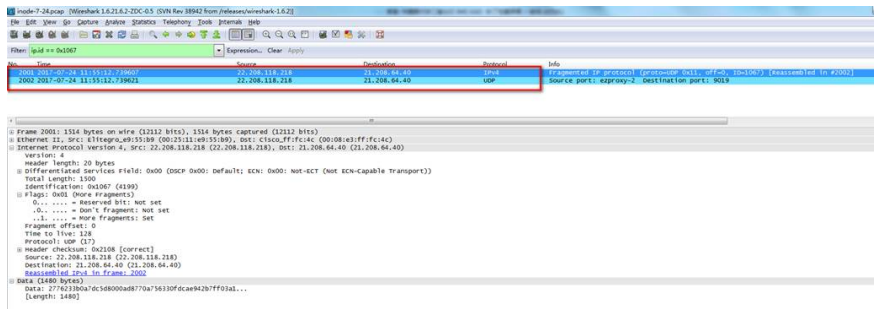 inode-7-24.pcap [Wireshark 1.6.21.6.2-ZDC-0.5 (SVN Rev 38942 from /releases/wireshark-1.6.2)]
File Edit View Go Capture Analyze Statistics Telephony Tools Internals Help
Filter: ip.id == 0x1067 Expression... Clear Apply
No. Time Source Destination Protocol Info
2001 2017-07-24 11:55:12.739607 22.208.118.218 21.208.64.40 IPv4 Fragmented IP protocol (proto=UDP 0x11, off=0, ID=1067) [Reassembled in #2002]
2002 2017-07-24 11:55:12.739621 22.208.118.218 21.208.64.40 UDP Source port: ezproxy-2 Destination port: 9019
Frame 2001: 1514 bytes on wire (12112 bits), 1514 bytes captured (12112 bits)
Ethernet II, Src: Elitegro_e9:55:b9 (00:25:11:e9:55:b9), Dst: Cisco_ff:fc:4c (00:08:e3:ff:fc:4c)
Internet Protocol Version 4, Src: 22.208.118.218 (22.208.118.218), Dst: 21.208.64.40 (21.208.64.40)
Version: 4
Header length: 20 bytes
Differentiated Services Field: 0x00 (DSCP 0x00: Default; ECN: 0x00: Not-ECT (Not ECN-Capable Transport))
Total Length: 1500
Identification: 0x1067 (4199)
Flags: 0x01 (More Fragments)
0... .... = Reserved bit: Not set
.0.. .... = Don't fragment: Not set
..1. .... = More fragments: Set
Fragment offset: 0
Time to live: 128
Protocol: UDP (17)
Header checksum: 0x2108 [correct]
Source: 22.208.118.218 (22.208.118.218)
Destination: 21.208.64.40 (21.208.64.40)
Reassembled IPv4 in frame: 2002
Data (1480 bytes)
Data: 2776233b0a7dc5d8000ad8770a756330fdcae942b7ff03a1...
[Length: 1480]